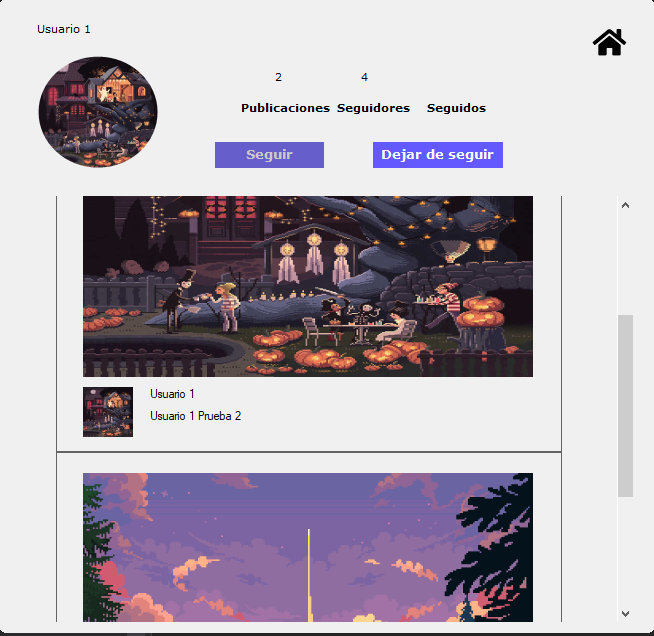 Usuario 1
2 4
Publicaciones Seguidores Seguidos
Seguir Dejar de seguir
Usuario 1
Usuario 1 Prueba 2